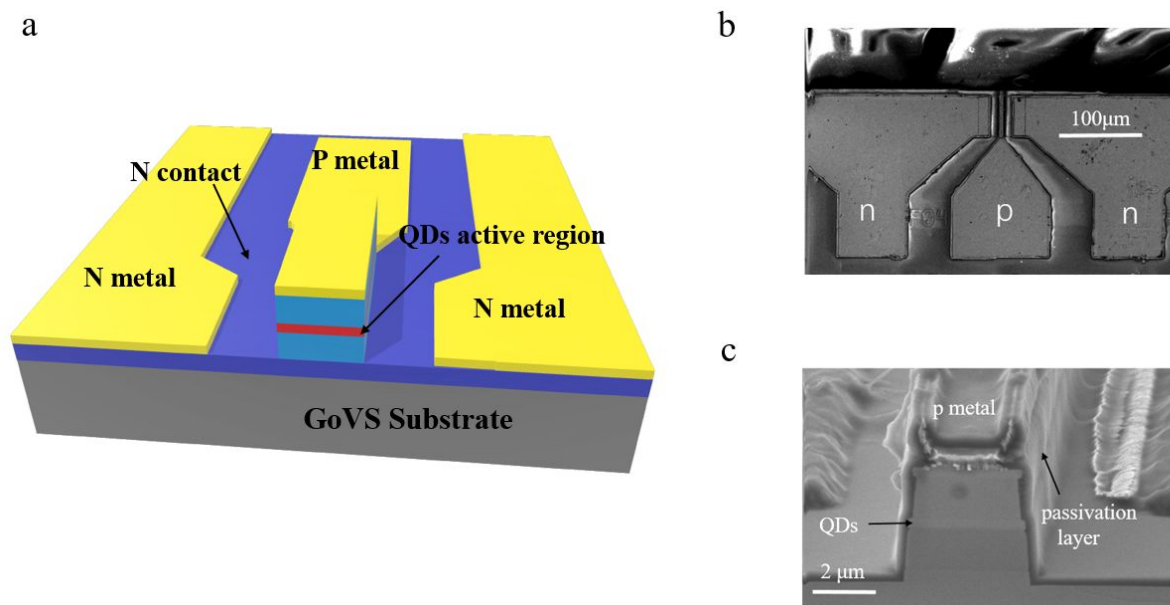 a
N contact
P metal
QDs active region
N metal
N metal
GoVS Substrate
b
100μm
n
p
n
c
p metal
QDs
passivation
layer
2 μm